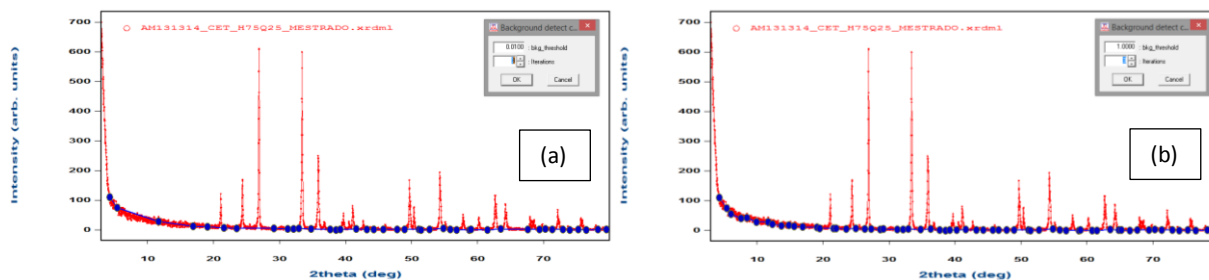 AM131314_CET_H75Q25_MESTRADO.xrdml
Background detect c...
0.0100 bkg_threshold
Iterations
OK Cancel
(a)
Intensity (arb. units)
700
600
500
400
300
200
100
0
10 20 30 40 50 60 70
2theta (deg)
AM131314_CET_H75Q25_MESTRADO.xrdml
Background detect c...
1.0000 bkg_threshold
Iterations
OK Cancel
(b)
Intensity (arb. units)
700
600
500
400
300
200
100
0
10 20 30 40 50 60 70
2theta (deg)